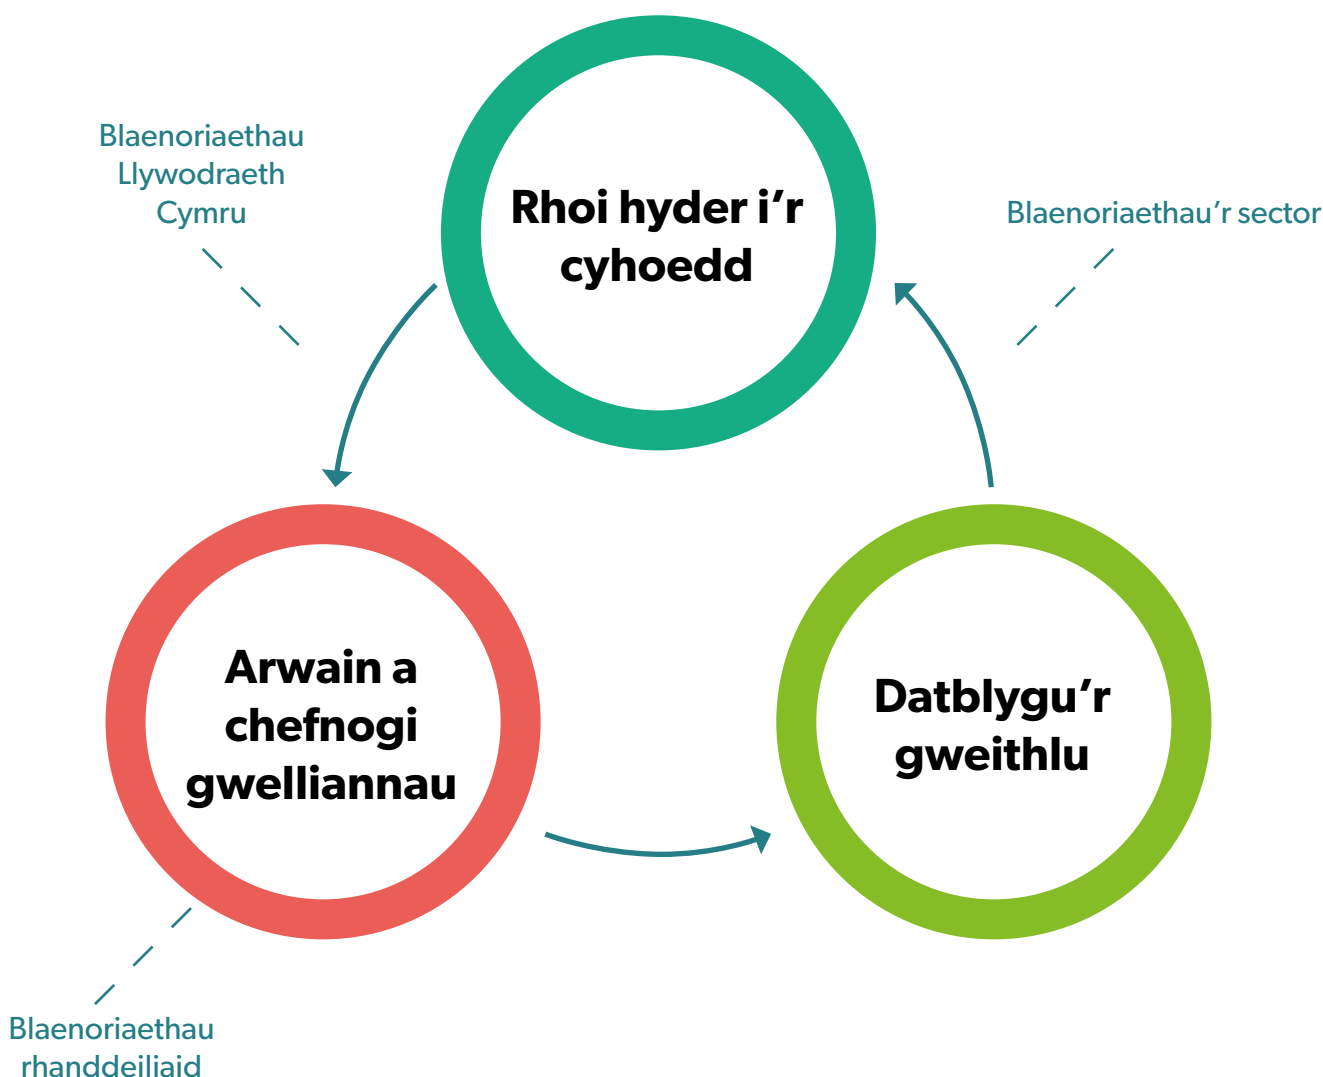 Blaenoriaethau
Llywodraeth
Cymru
Rhoi hyder i’r
cyhoedd
Blaenoriaethau’r sector
Arwain a
chefnogi
gwelliannau
Datblygu’r
gweithlu
Blaenoriaethau
rhanddeiliaid